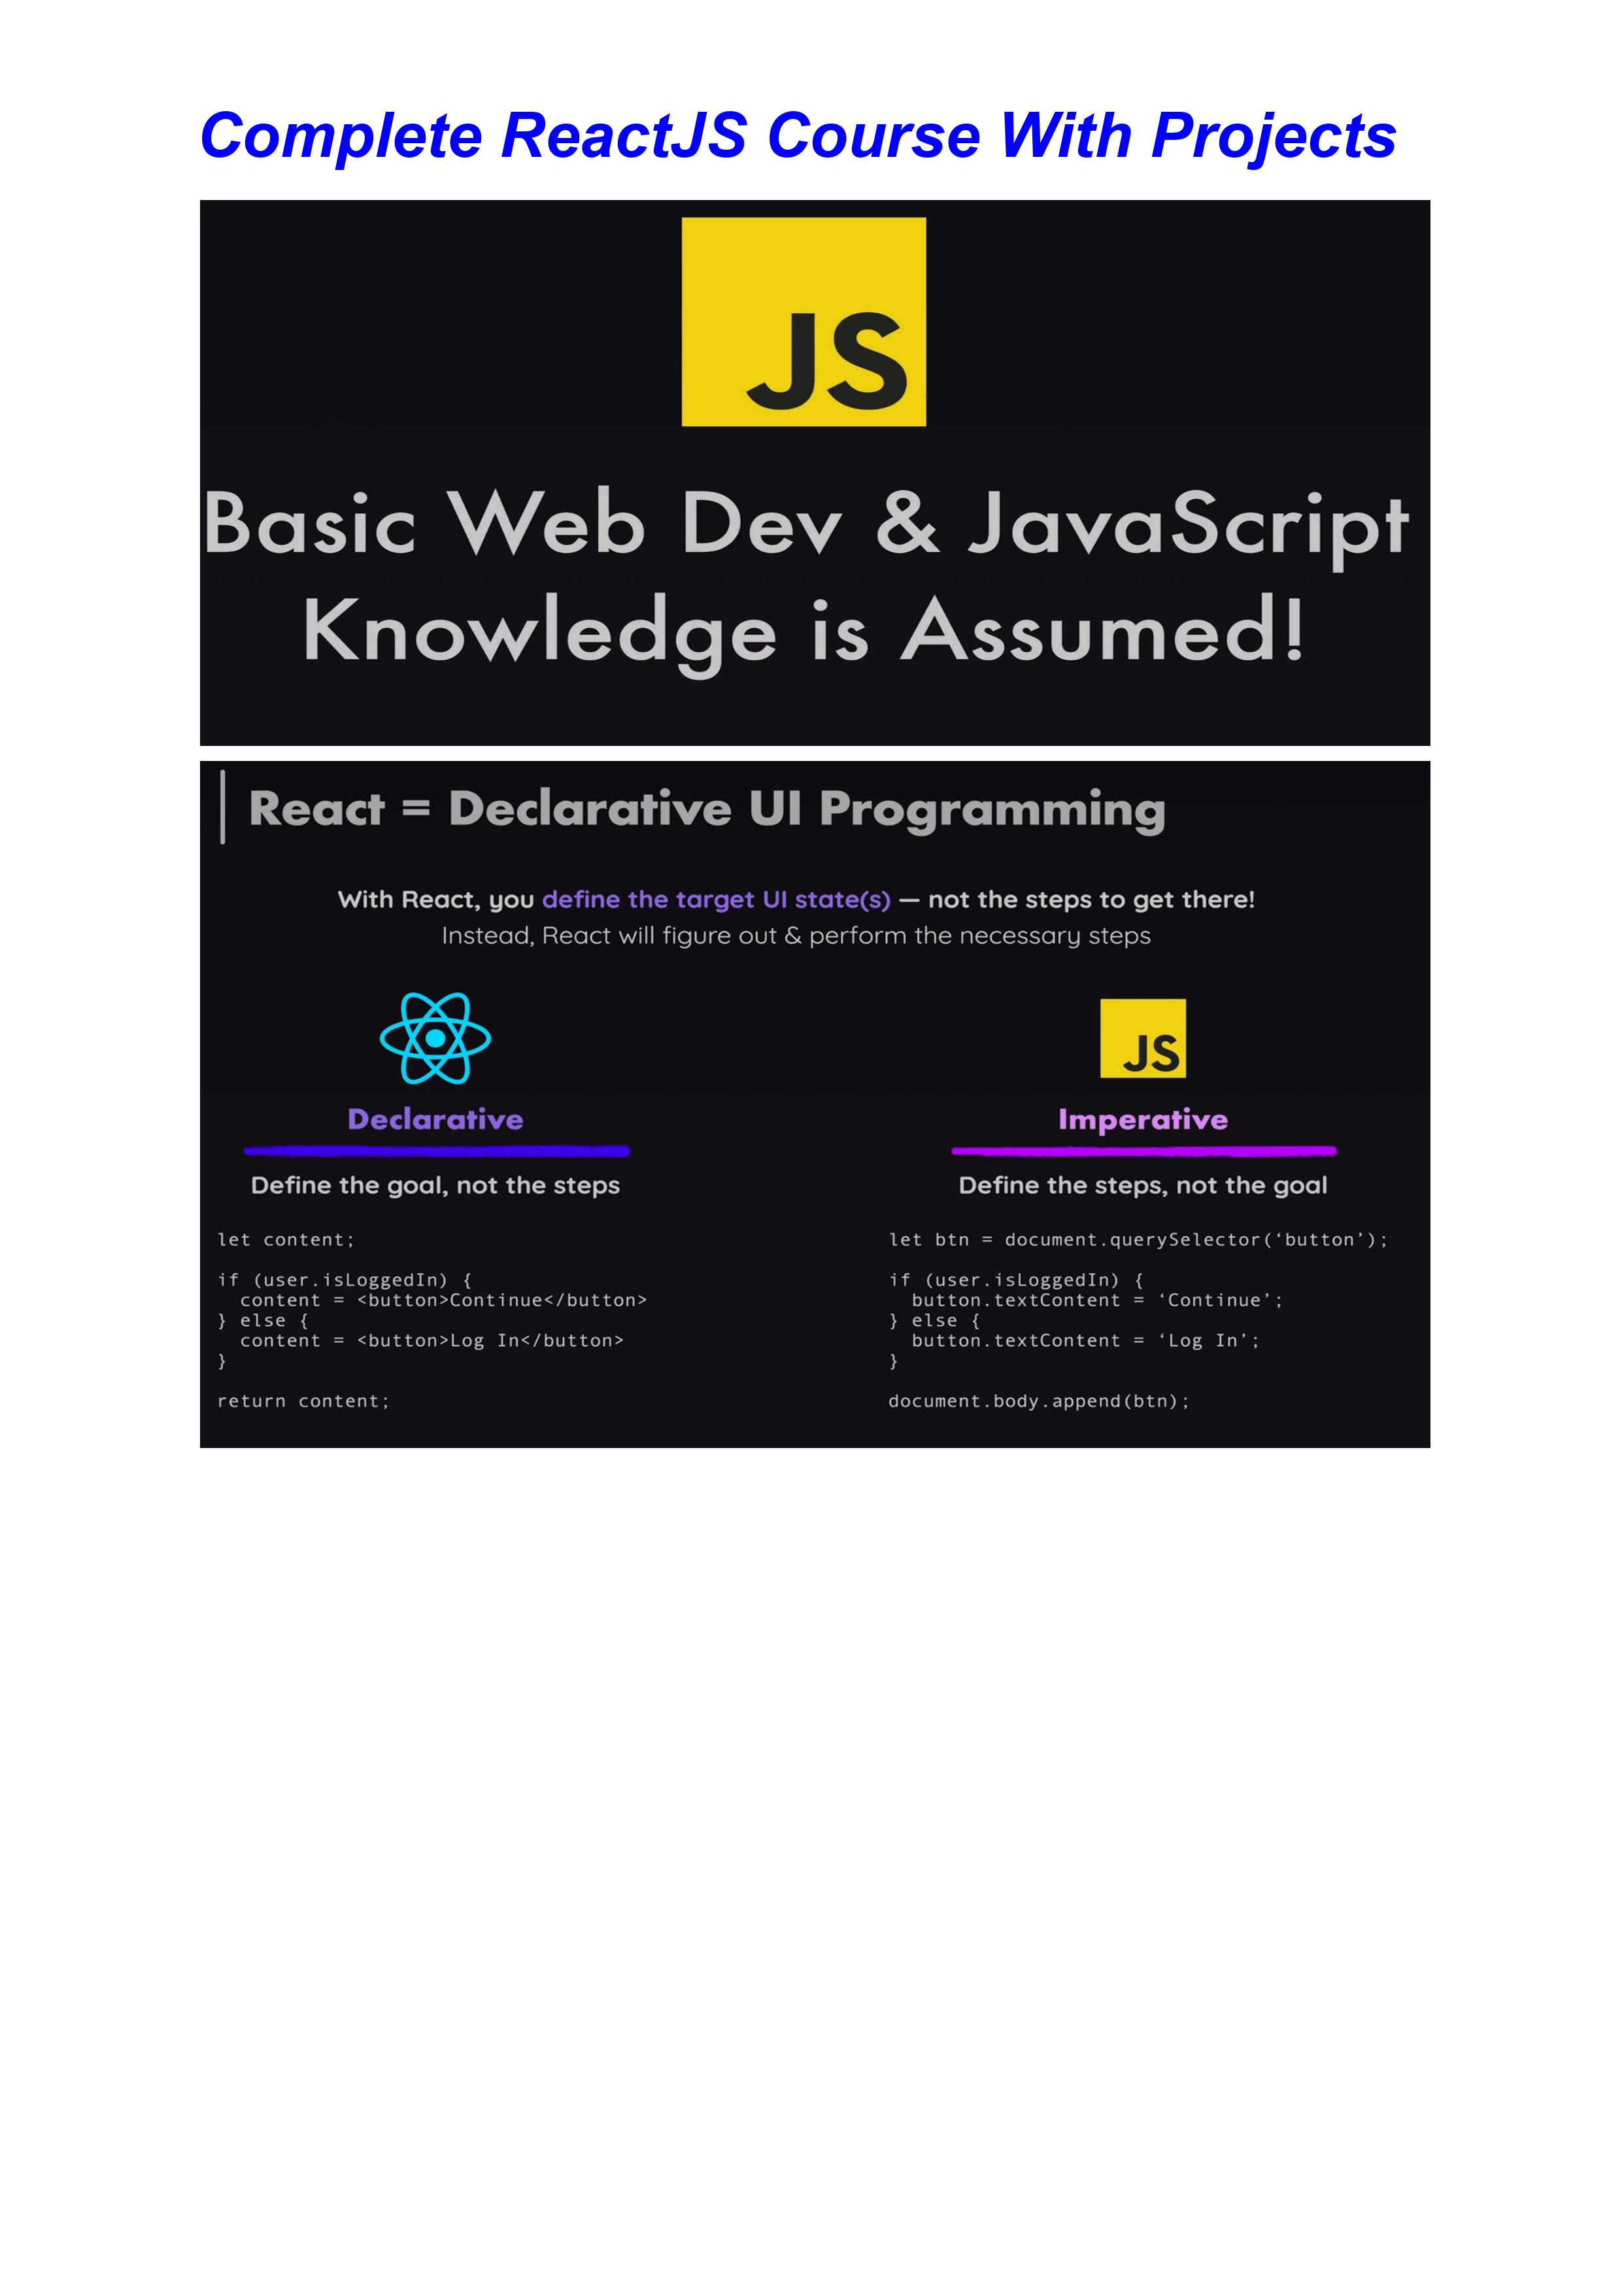 Complete ReactJS Course With Projects
JS
Basic Web Dev & JavaScript
Knowledge is Assumed!
React = Declarative UI Programming
With React, you define the target UI state(s) — not the steps to get there!
Instead, React will figure out & perform the necessary steps
Declarative
Define the goal, not the steps
let content;
if (user.isLoggedIn) {
  content = <button>Continue</button>
} else {
  content = <button>Log In</button>
}
return content;
JS
Imperative
Define the steps, not the goal
let btn = document.querySelector(‘button’);
if (user.isLoggedIn) {
  button.textContent = ‘Continue’;
} else {
  button.textContent = ‘Log In’;
}
document.body.append(btn);